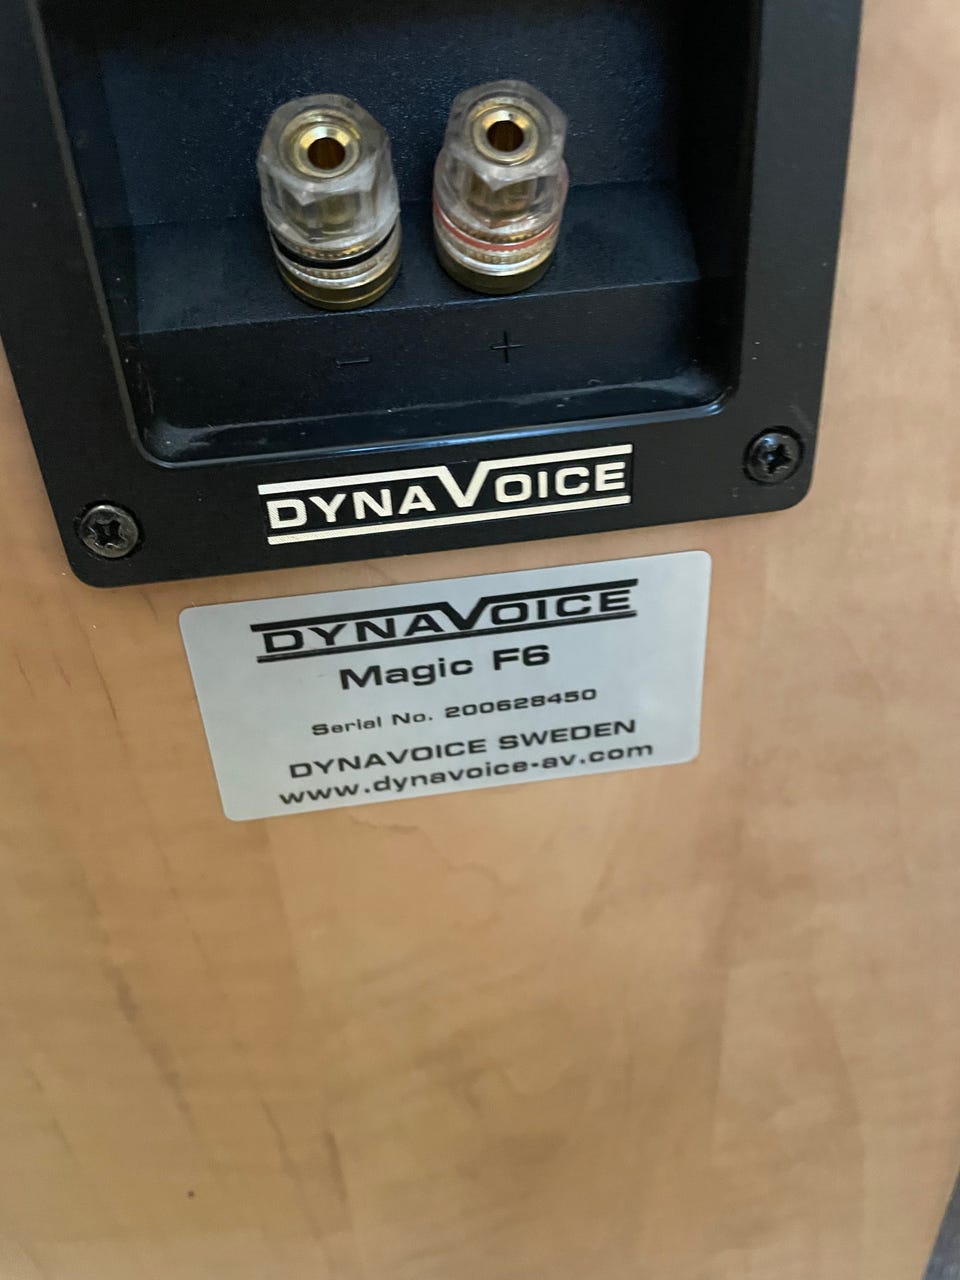 − +
DYNAVOICE
DYNAVOICE
Magic F6
Serial No. 200628450
DYNAVOICE SWEDEN
www.dynavoice-av.com